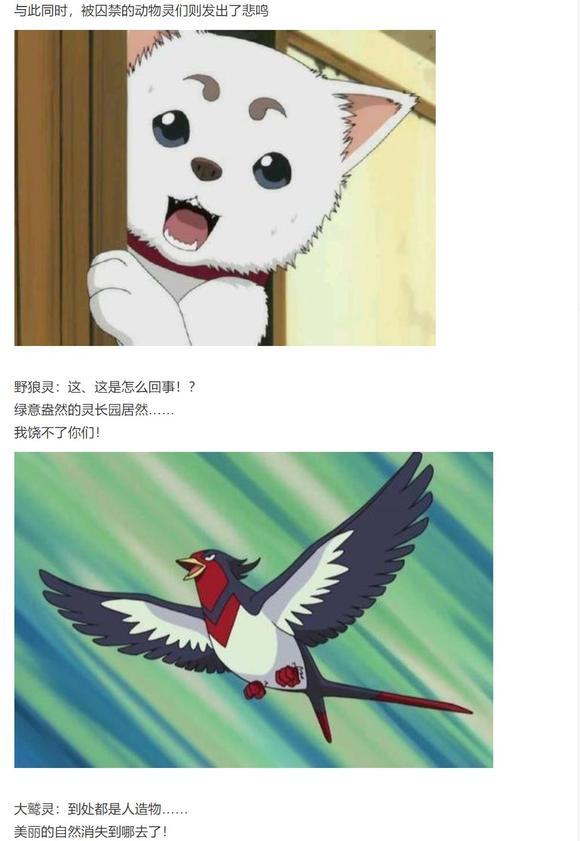 与此同时，被囚禁的动物灵们则发出了悲鸣
野狼灵：这、这是怎么回事！？
绿意盎然的灵长园居然……
我饶不了你们！
大鹫灵：到处都是人造物……
美丽的自然消失到哪去了！